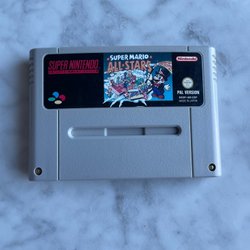 SUPER NINTENDO
SUPER MARIO
ALL-STARS
Nintendo
PAL VERSION